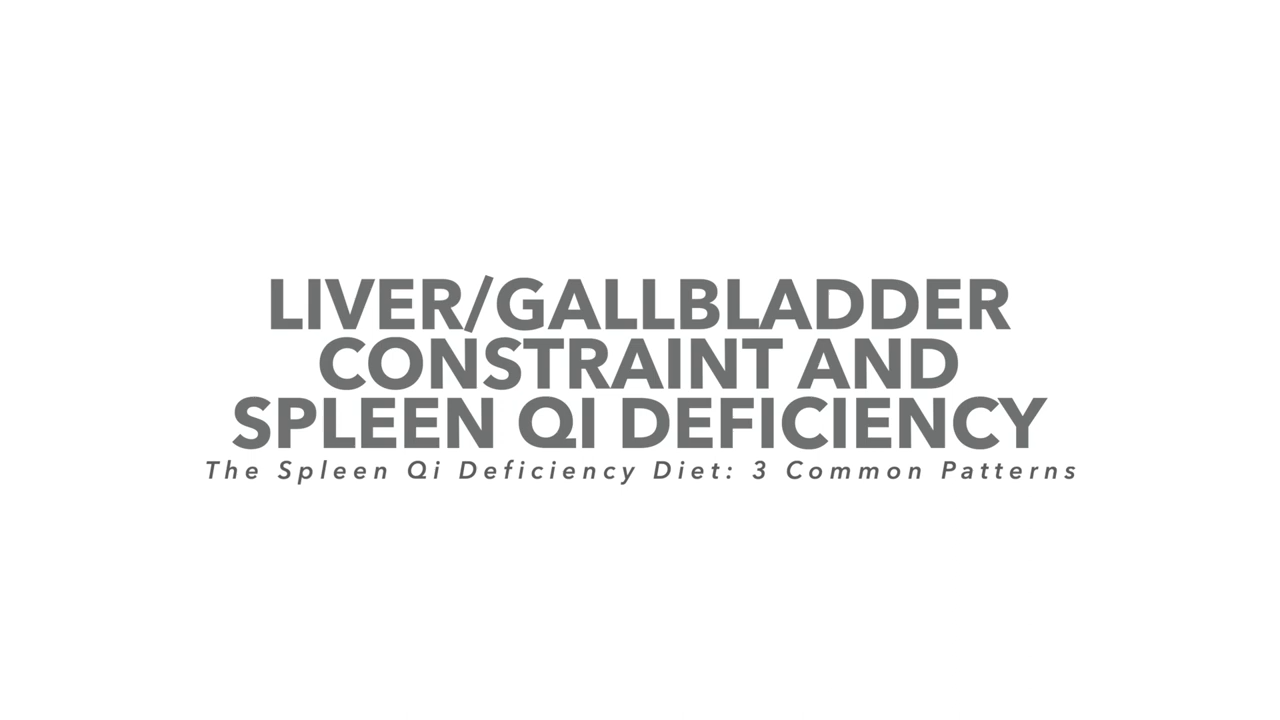 LIVER/GALLBLADDER
CONSTRAINT AND
SPLEEN QI DEFICIENCY
The Spleen Qi Deficiency Diet: 3 Common Patterns